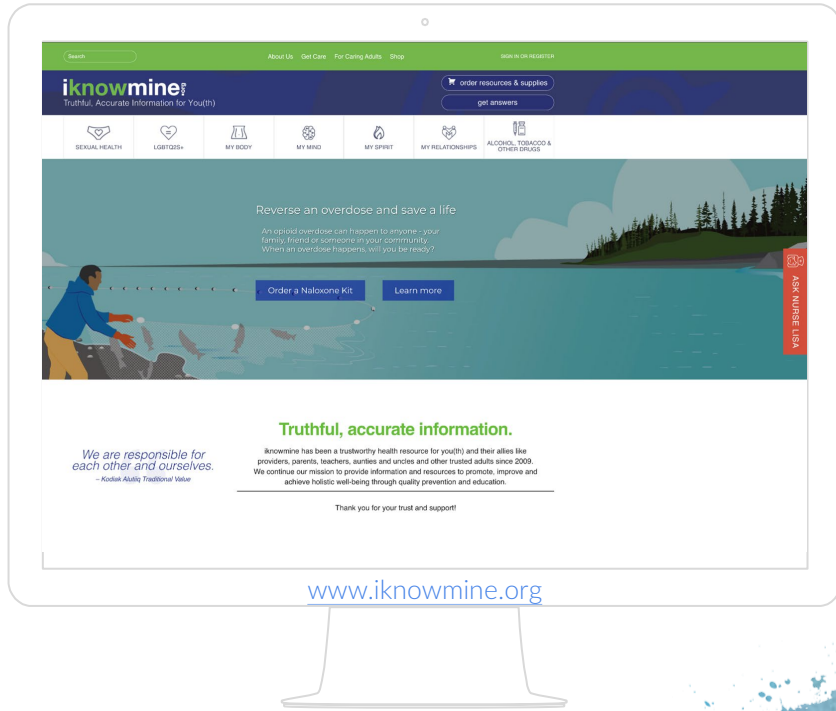 Search
About Us Get Care For Caring Adults Shop
SIGN IN OR REGISTER
iknowmine
Truthful, Accurate Information for You(th)
order resources & supplies
get answers
SEXUAL HEALTH
LGBTQ2S+
MY BODY
MY MIND
MY SPIRIT
MY RELATIONSHIPS
ALCOHOL, TOBACCO &
OTHER DRUGS
Reverse an overdose and save a life
An opioid overdose can happen to anyone - your
family, friend or someone in your community.
When an overdose happens, will you be ready?
Order a Naloxone Kit
Learn more
ASK NURSE LISA
We are responsible for
each other and ourselves.
~ Kodiak Alutiiq Traditional Value
Truthful, accurate information.
iknowmine has been a trustworthy health resource for you(th) and their allies like
providers, parents, teachers, aunties and uncles and other trusted adults since 2009.
We continue our mission to provide information and resources to promote, improve and
achieve holistic well-being through quality prevention and education.
Thank you for your trust and support!
www.iknowmine.org